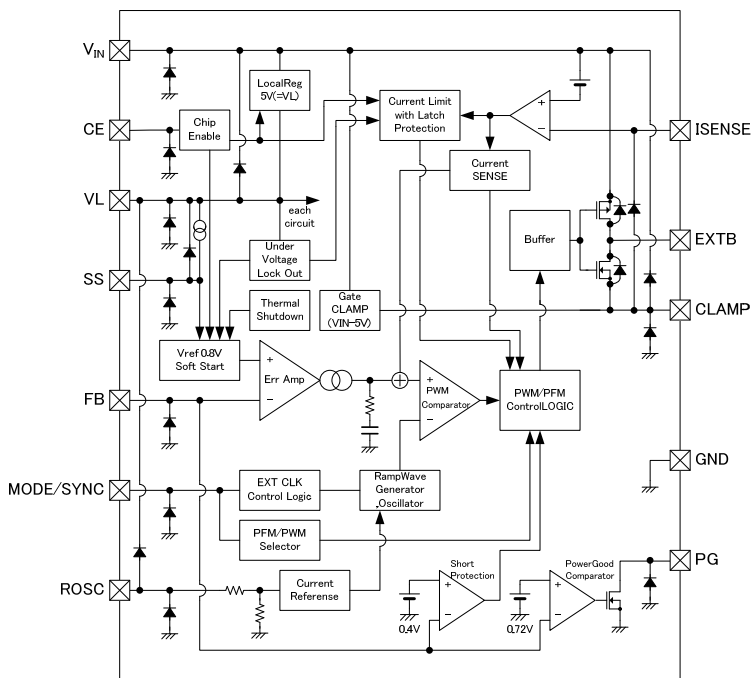 VIN
CE
VL
SS
FB
MODE/SYNC
ROSC
LocalReg
5V(=VL)
Chip
Enable
Current Limit
with Latch
Protection
+
−
Current
SENSE
each
circuit
Under
Voltage
Lock Out
Thermal
Shutdown
Gate
CLAMP
(VIN−5V)
Buffer
Vref 0.8V
Soft Start
+
Err Amp
−
+
PWM
Comparator
−
PWM/PFM
ControlLOGIC
EXT CLK
Control Logic
RampWave
Generator
.Oscillator
PFM/PWM
Selector
Current
Referense
Short
Protection
+
−
0.4V
PowerGood
Comparator
+
−
0.72V
ISENSE
EXTB
CLAMP
GND
PG